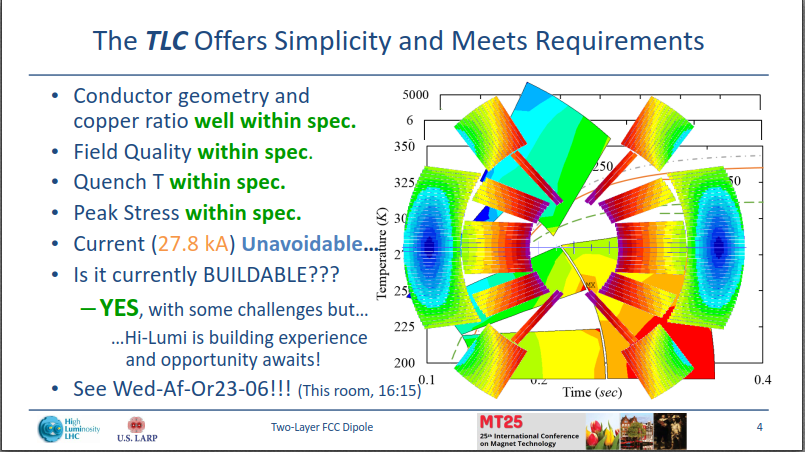 The TLC Offers Simplicity and Meets Requirements
• Conductor geometry and
copper ratio well within spec.
• Field Quality within spec.
• Quench T within spec.
• Peak Stress within spec.
• Current (27.8 kA) Unavoidable…
• Is it currently BUILDABLE???
–YES, with some challenges but…
…Hi-Lumi is building experience
and opportunity awaits!
• See Wed-Af-Or23-06!!! (This room, 16:15)
5000
6
350
325
225
200
250
50
Temperature (K)
MX
0.1
0.2
0.4
Time (sec)
High
Luminosity
LHC
U.S. LARP
Two-Layer FCC Dipole
MT25
25th International Conference
on Magnet Technology
4